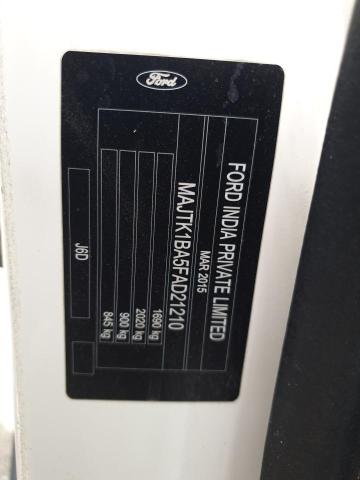 Ford
FORD INDIA PRIVATE LIMITED
MAR 2015
MAJTK1BA5FAD21210
1690 kg
2020 kg
900 kg
845 kg
J6D